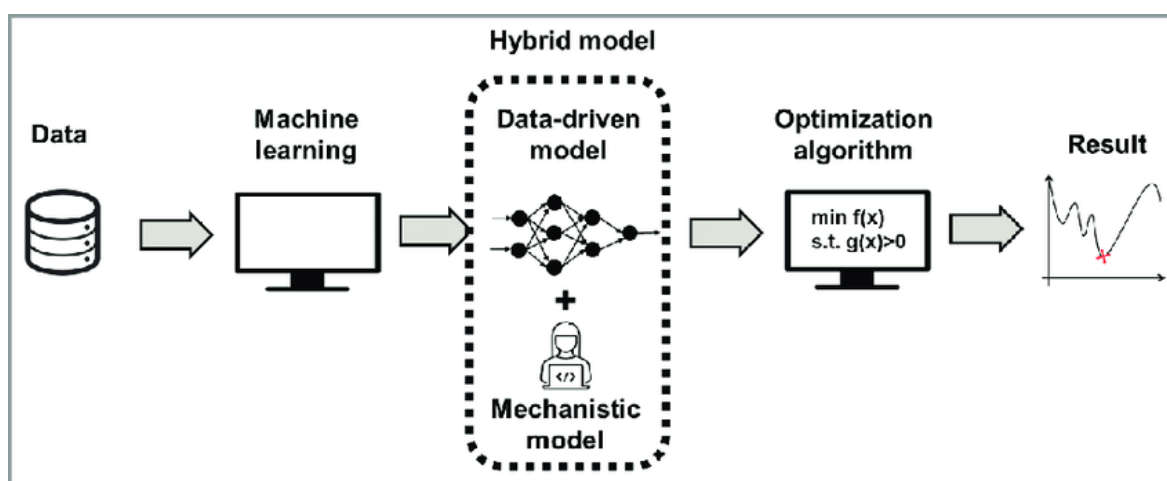 Hybrid model
Data
Machine
learning
Data-driven
model
+
</>
Mechanistic
model
Optimization
algorithm
min f(x)
s.t. g(x)>0
Result